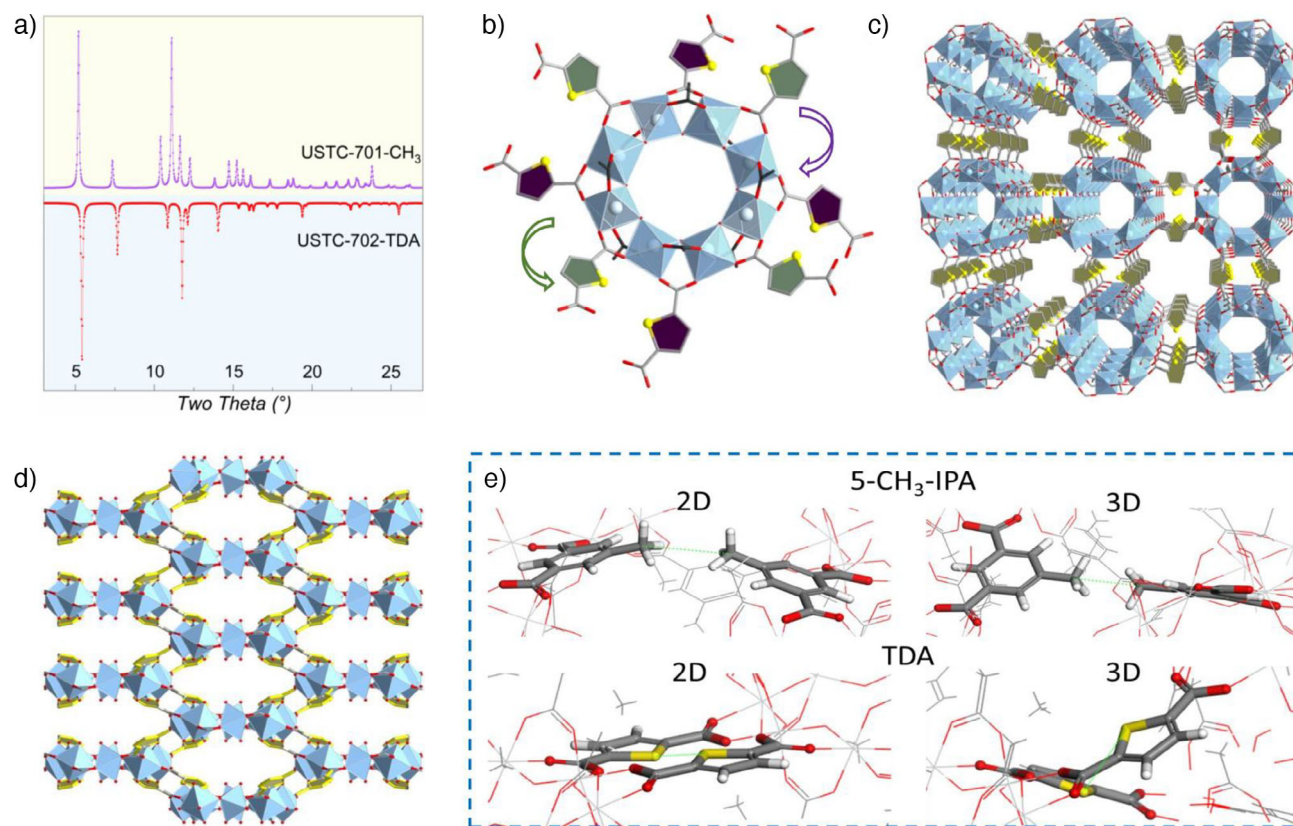 a)
USTC-701-CH₃
USTC-702-TDA
5 10 15 20 25
Two Theta (°)
b)
c)
d)
e)
5-CH₃-IPA
2D 3D
TDA
2D 3D